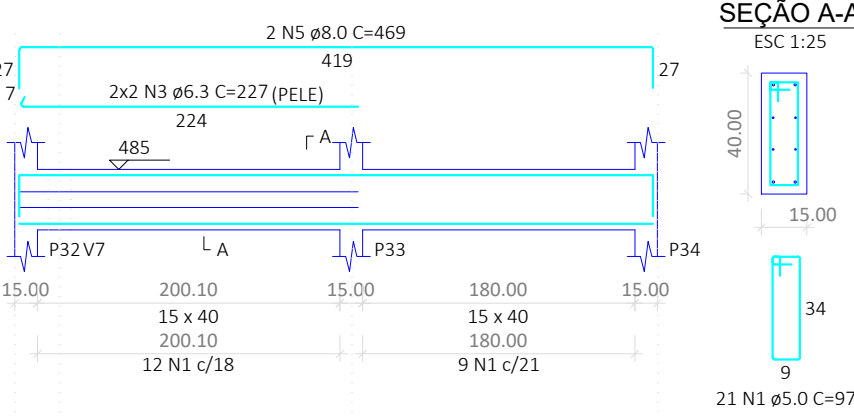 SEÇÃO A-A
ESC 1:25
2 N5 ø8.0 C=469
419
27
27
7
2x2 N3 ø6.3 C=227 (PELE)
224
485
A
A
40.00
15.00
P32 V7
P33
P34
15.00
200.10
15.00
180.00
15.00
15 x 40
15 x 40
200.10
180.00
12 N1 c/18
9 N1 c/21
34
9
21 N1 ø5.0 C=97